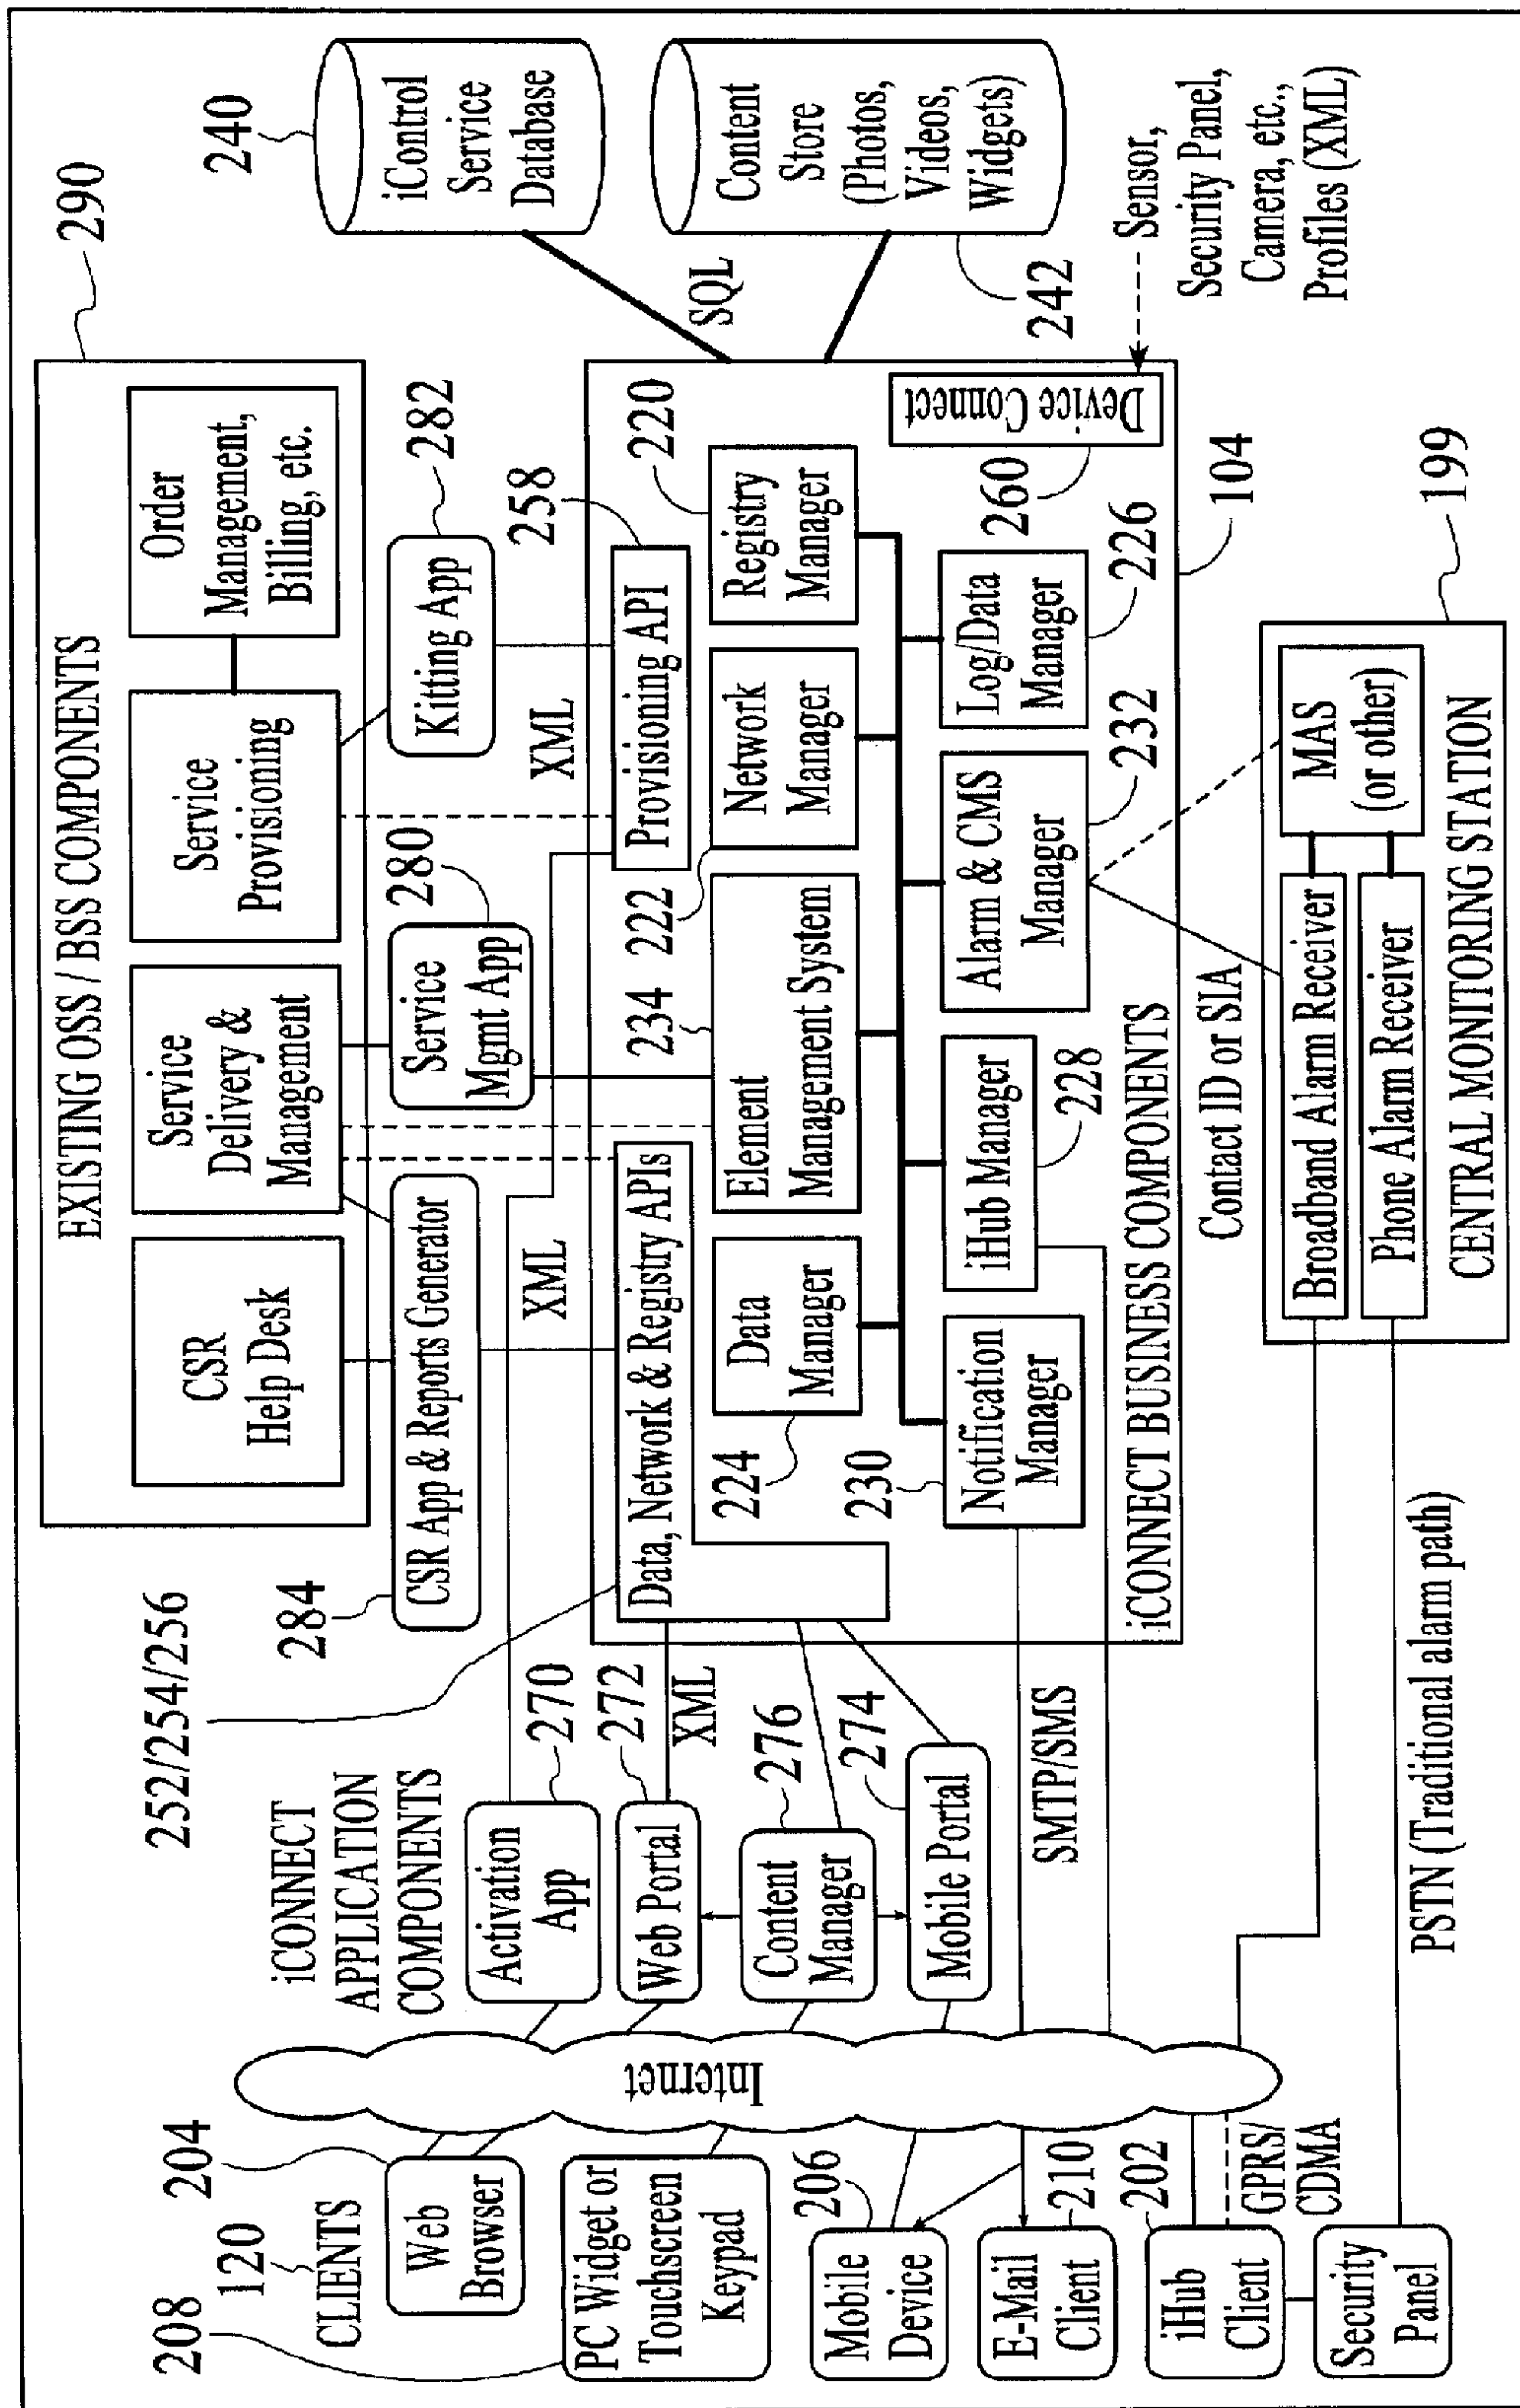 EXISTING OSS / BSS COMPONENTS
290
CSR
Help Desk
Service
Delivery &
Management
Service
Provisioning
Order
Management,
Billing, etc.
240
iControl
Service
Database
Content
Store
(Photos,
Videos,
Widgets)
242
SQL
252/254/256
284
CSR App & Reports Generator
Service
Mgmt App
280
Kitting App
282
XML
XML
258
iCONNECT
APPLICATION
COMPONENTS
Activation
App
270
Web Portal
272
XML
Content
Manager
276
Mobile Portal
274
SMTP/SMS
Data, Network & Registry APIs
Provisioning API
224
Data
Manager
234
Element
Management System
222
Network
Manager
220
Registry
Manager
230
Notification
Manager
iHub Manager
228
Alarm & CMS
Manager
232
Log/Data
Manager
226
260
Device Connect
Sensor,
Security Panel,
Camera, etc.,
Profiles (XML)
iCONNECT BUSINESS COMPONENTS
104
208
120
CLIENTS
204
Web
Browser
PC Widget or
Touchscreen
Keypad
206
Mobile
Device
E-Mail
Client
210
iHub
Client
202
GPRS/
CDMA
Security
Panel
Internet
PSTN (Traditional alarm path)
Contact ID or SIA
Broadband Alarm Receiver
Phone Alarm Receiver
MAS
(or other)
CENTRAL MONITORING STATION
199